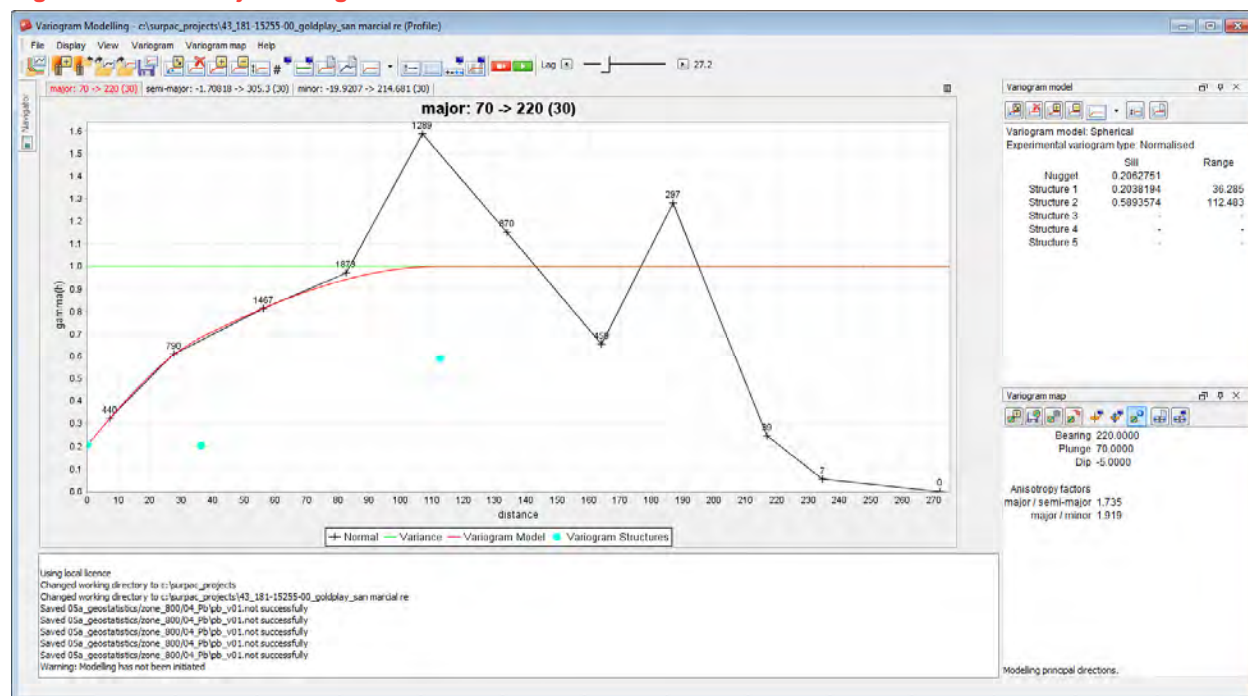 Variogram Modelling - c:\surpac_projects\43_181-15255-00_goldplay_san marcial re (Profile:)
File Display View Variogram Variogram map Help
Lag 27.2
Navigator
major: 70 -> 220 (30) semi-major: -1.70818 -> 305.3 (30) minor: -19.9207 -> 214.681 (30)
major: 70 -> 220 (30)
1.6
1.5
1.4
1.3
1.2
1.1
1.0
0.9
0.8
0.7
0.6
0.5
0.4
0.3
0.2
0.1
0.0
gamma(h)
440
790
1467
1879
1289
870
459
297
39
7
0
0 10 20 30 40 50 60 70 80 90 100 110 120 130 140 150 160 170 180 190 200 210 220 230 240 250 260 270
distance
Normal Variance Variogram Model Variogram Structures
Using local licence
Changed working directory to c:\surpac_projects
Changed working directory to c:\surpac_projects\43_181-15255-00_goldplay_san marcial re
Saved 05a_geostatistics/zone_800/04_Pb\pb_v01.not successfully
Saved 05a_geostatistics/zone_800/04_Pb\pb_v01.not successfully
Saved 05a_geostatistics/zone_800/04_Pb\pb_v01.not successfully
Saved 05a_geostatistics/zone_800/04_Pb\pb_v01.not successfully
Saved 05a_geostatistics/zone_800/04_Pb\pb_v01.not successfully
Warning: Modelling has not been initiated
Variogram model
Variogram model: Spherical
Experimental variogram type: Normalised
Sill Range
Nugget 0.2062751
Structure 1 0.2038194 36.285
Structure 2 0.5893574 112.483
Structure 3 - -
Structure 4 - -
Structure 5 - -
Variogram map
Bearing 220.0000
Plunge 70.0000
Dip -5.0000
Anisotropy factors
major / semi-major 1.735
major / minor 1.919
Modelling principal directions.